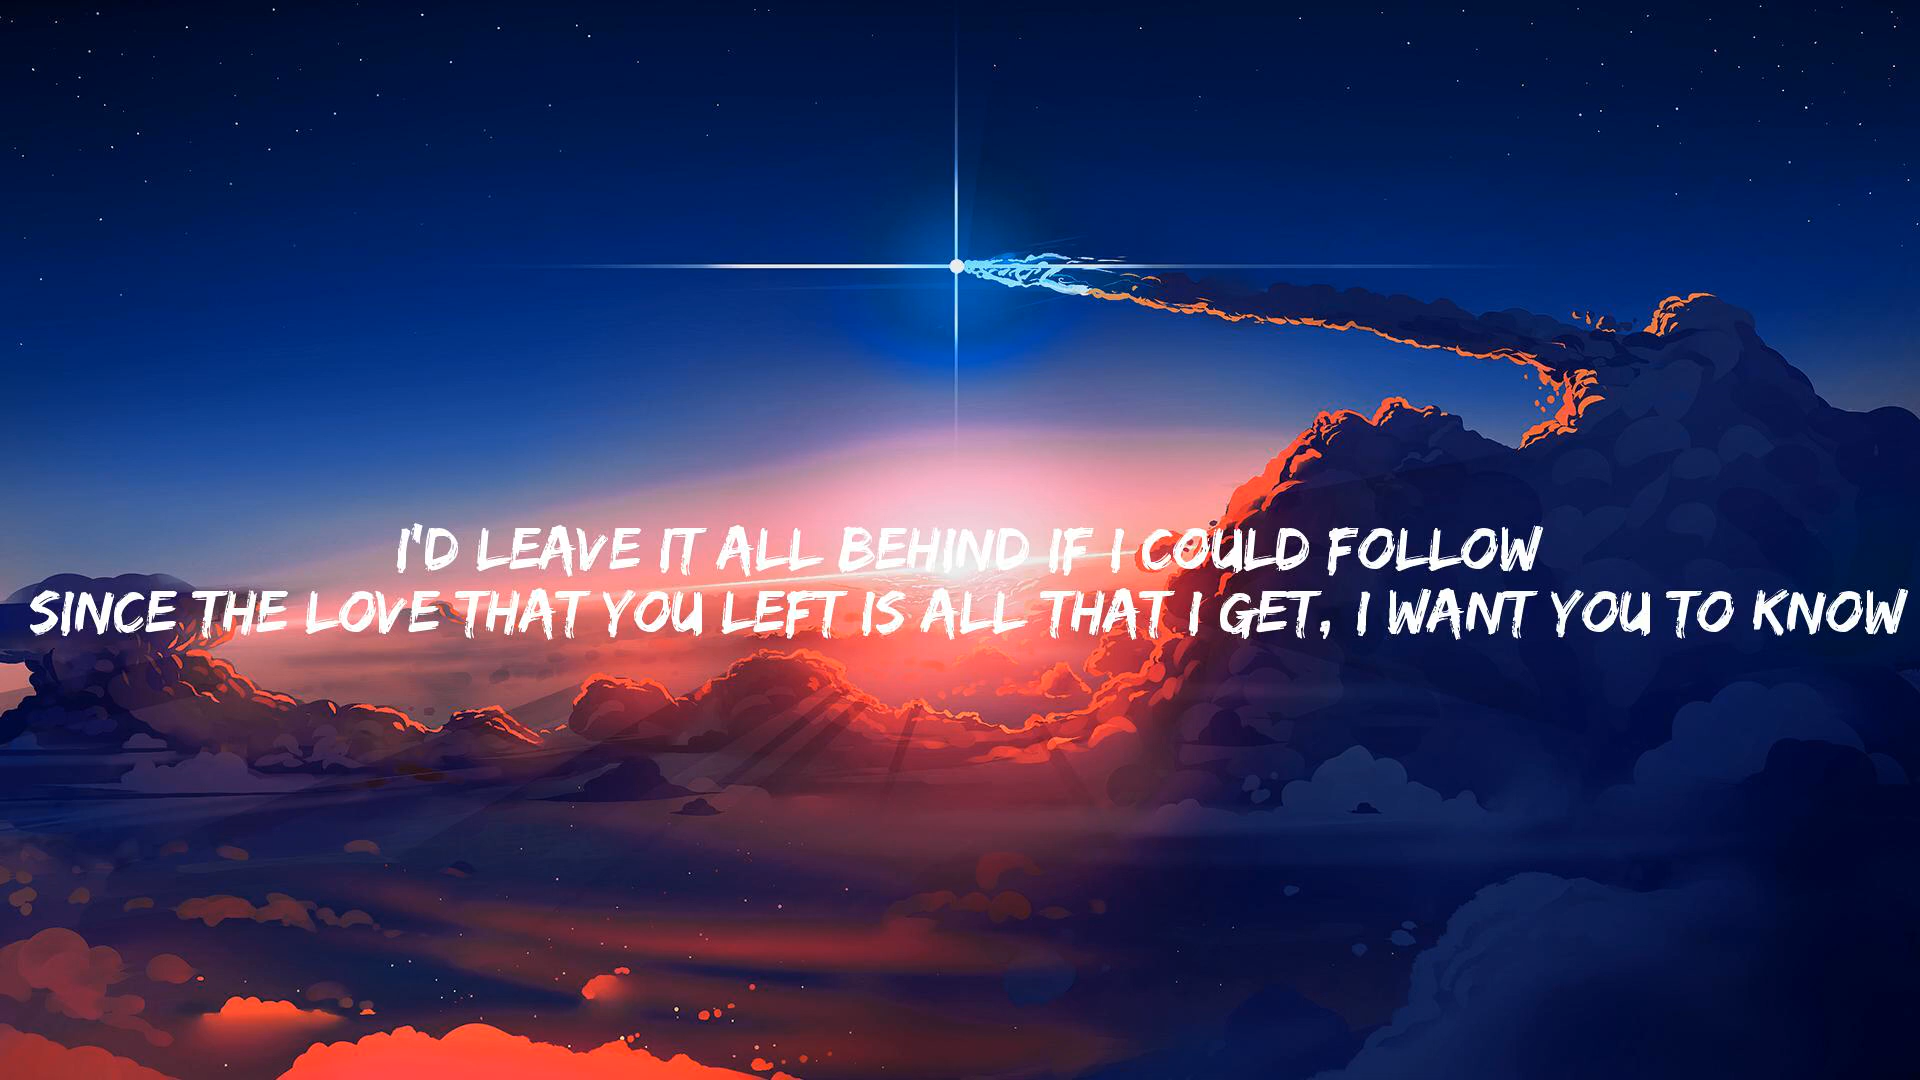 I'D LEAVE IT ALL BEHIND IF I COULD FOLLOW
SINCE THE LOVE THAT YOU LEFT IS ALL THAT I GET, I WANT YOU TO KNOW